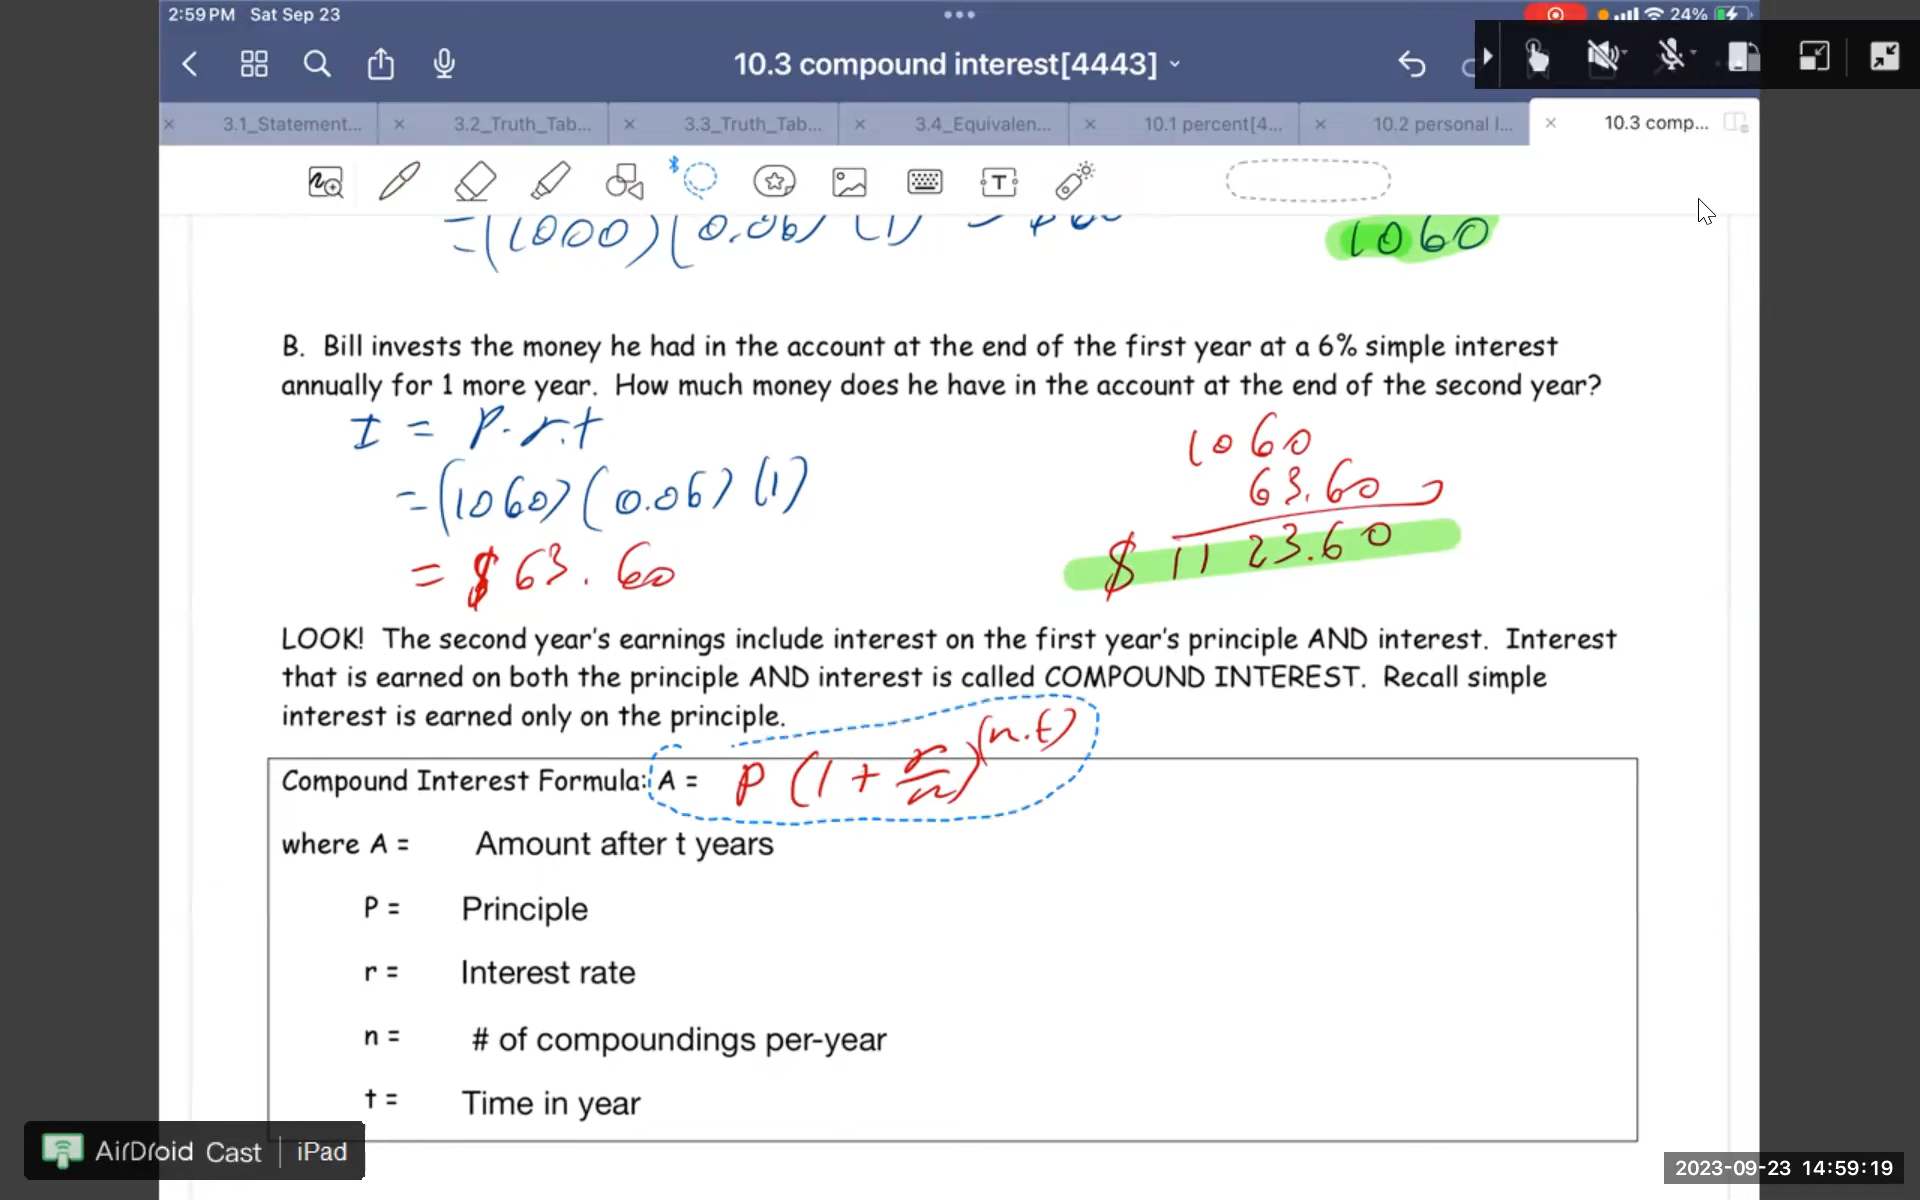 2:59 PM Sat Sep 23
24%
10.3 compound interest[4443]
3.1_Statement...
3.2_Truth_Tab...
3.3_Truth_Tab...
3.4_Equivalen...
10.1 percent[4...
10.2 personal l...
10.3 comp...
=(1000)(0.06)(1)
1060
B. Bill invests the money he had in the account at the end of the first year at a 6% simple interest
annually for 1 more year. How much money does he have in the account at the end of the second year?
I = P.r.t
=(1060)(0.06)(1)
= $63.60
1060
63.60
$1123.60
LOOK! The second year's earnings include interest on the first year's principle AND interest. Interest
that is earned on both the principle AND interest is called COMPOUND INTEREST. Recall simple
interest is earned only on the principle.
Compound Interest Formula: A = P(1 + r/n)^(n.t)
where A = Amount after t years
P = Principle
r = Interest rate
n = # of compoundings per-year
t = Time in year
AirDroid Cast | iPad
2023-09-23 14:59:19